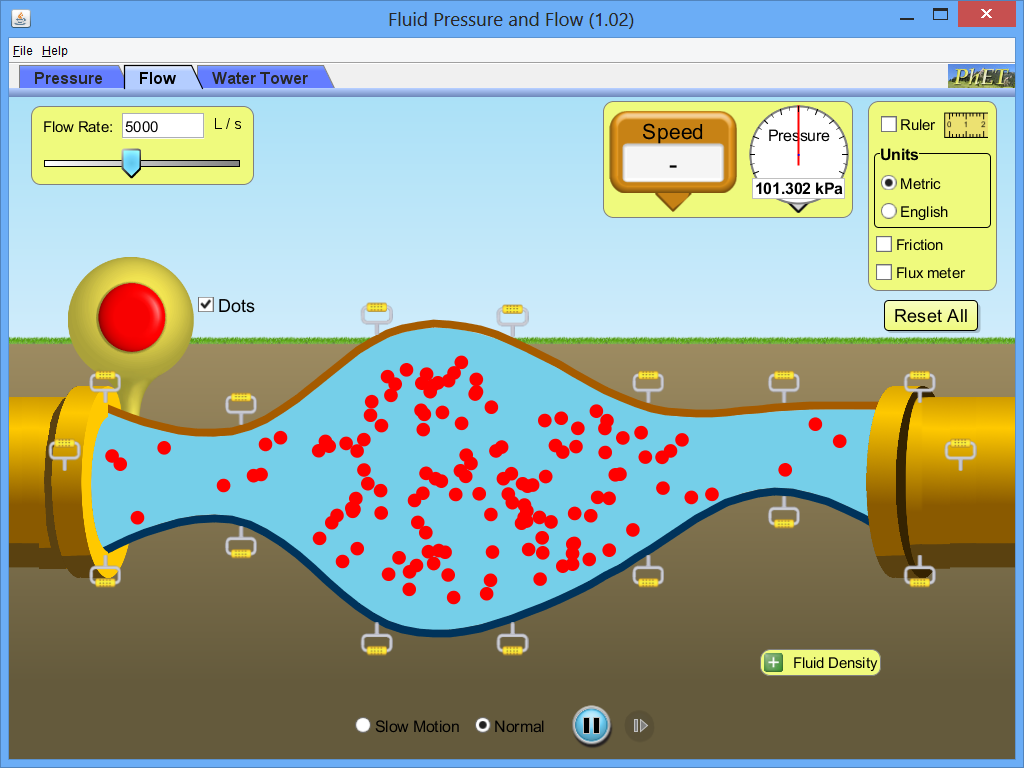 Fluid Pressure and Flow (1.02)
File Help
Pressure Flow Water Tower
PhET
Flow Rate: 5000 L / s
Speed
-
Pressure
101.302 kPa
Ruler
0 1 2
Units
Metric
English
Friction
Flux meter
Reset All
Dots
Fluid Density
Slow Motion Normal